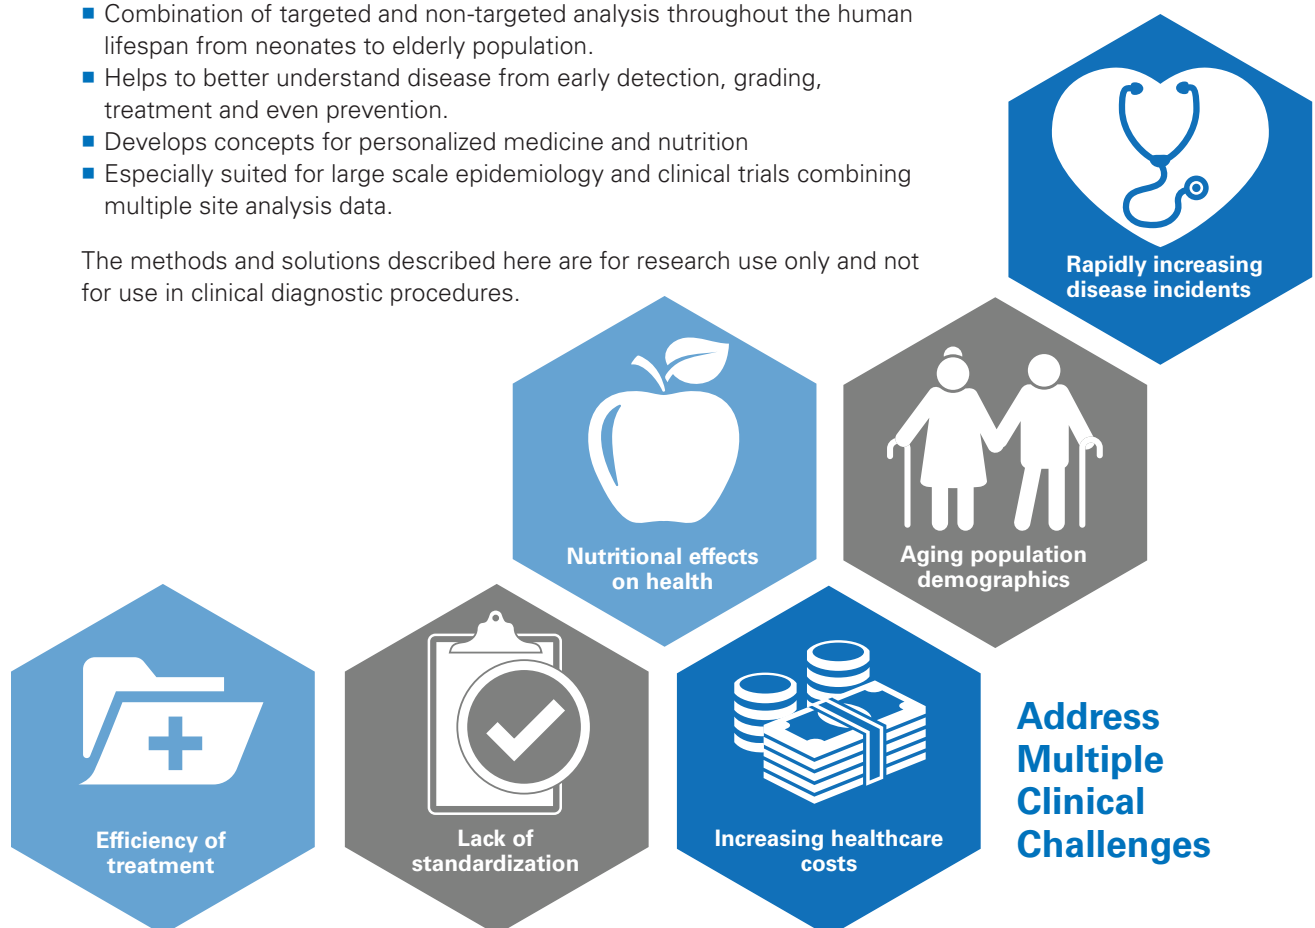 ▪ Combination of targeted and non-targeted analysis throughout the human
lifespan from neonates to elderly population.
▪ Helps to better understand disease from early detection, grading,
treatment and even prevention.
▪ Develops concepts for personalized medicine and nutrition
▪ Especially suited for large scale epidemiology and clinical trials combining
multiple site analysis data.
The methods and solutions described here are for research use only and not
for use in clinical diagnostic procedures.
Rapidly increasing
disease incidents
Nutritional effects
on health
Aging population
demographics
Efficiency of
treatment
Lack of
standardization
Increasing healthcare
costs
Address
Multiple
Clinical
Challenges